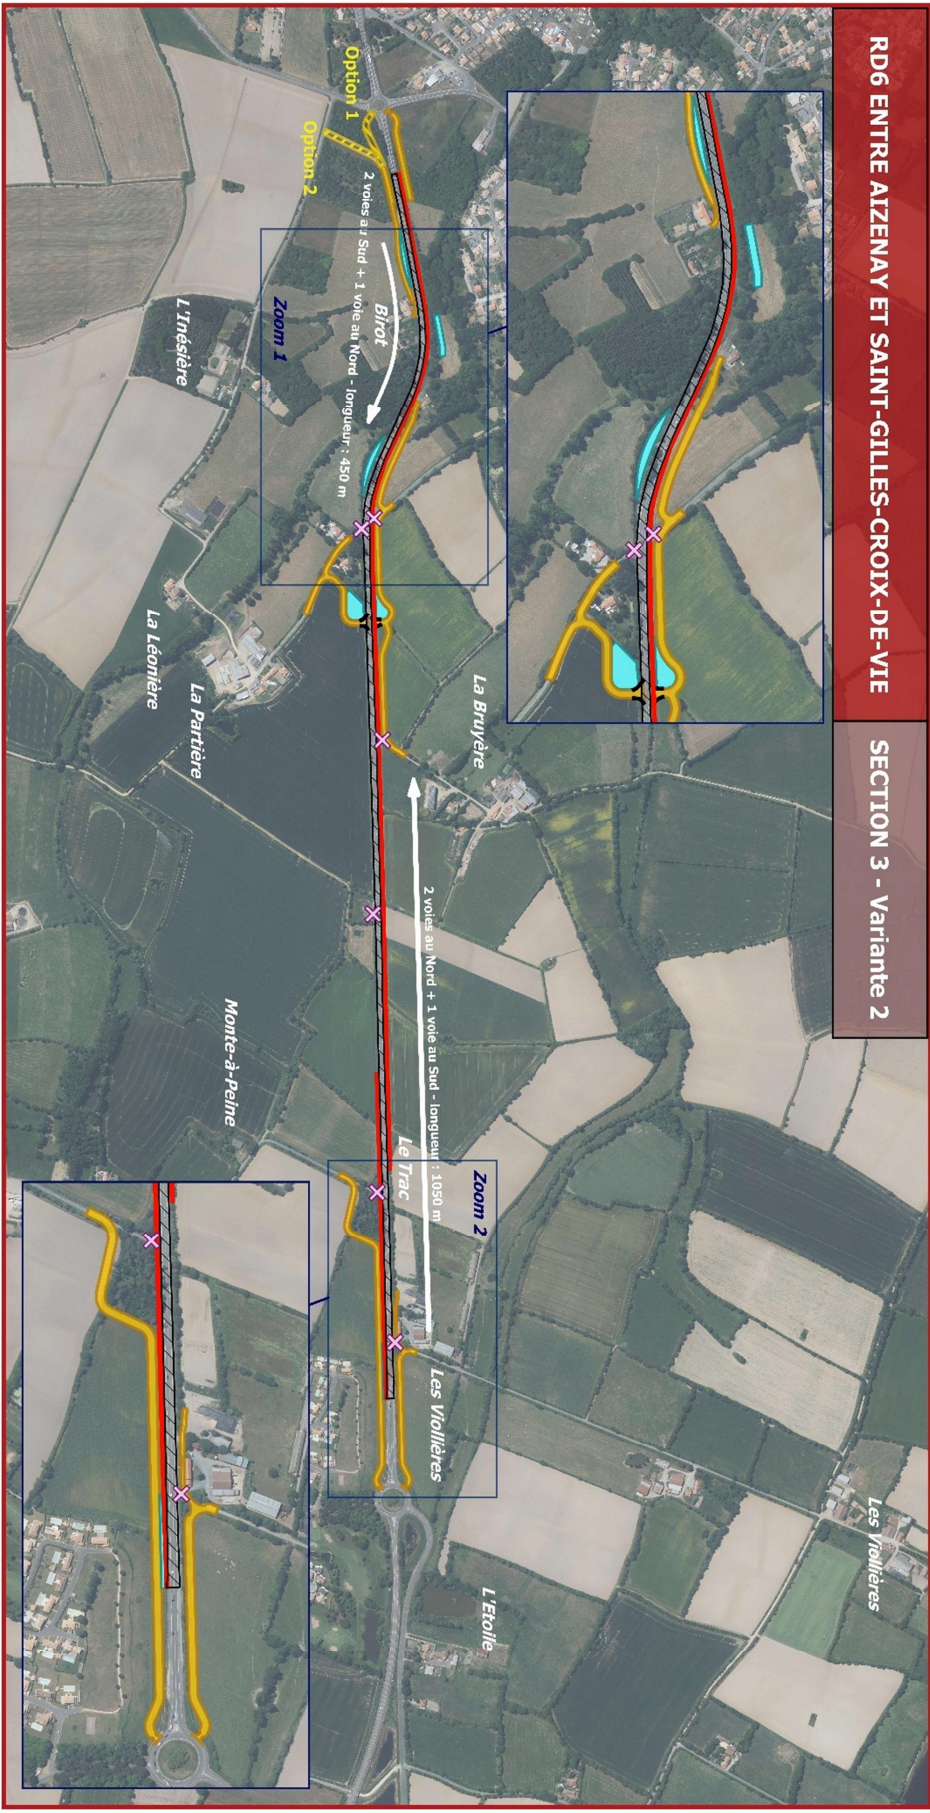 RD6 ENTRE AIZENAY ET SAINT-GILLES-CROIX-DE-VIE
SECTION 3 - Variante 2
Option 1
Option 2
2 voies au Sud + 1 voie au Nord - longueur : 450 m
Birot
Zoom 1
L'Inésière
La Léonière
La Partière
La Bruyère
2 voies au Nord + 1 voie au Sud - longueur : 1050 m
Monte-à-Peine
Le Trac
Zoom 2
Les Viollières
Les Viollières
L'Etoile